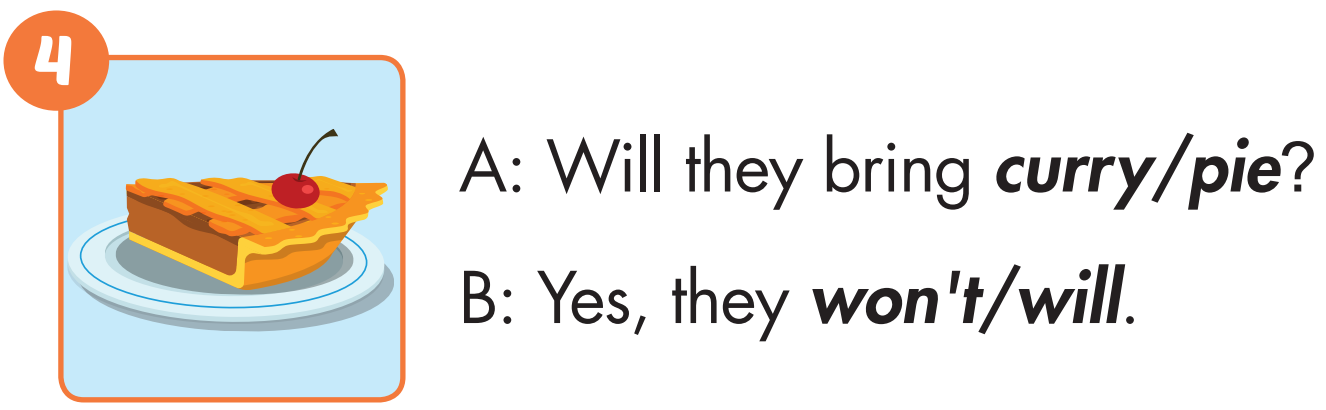 4
A: Will they bring curry/pie?
B: Yes, they won't/will.